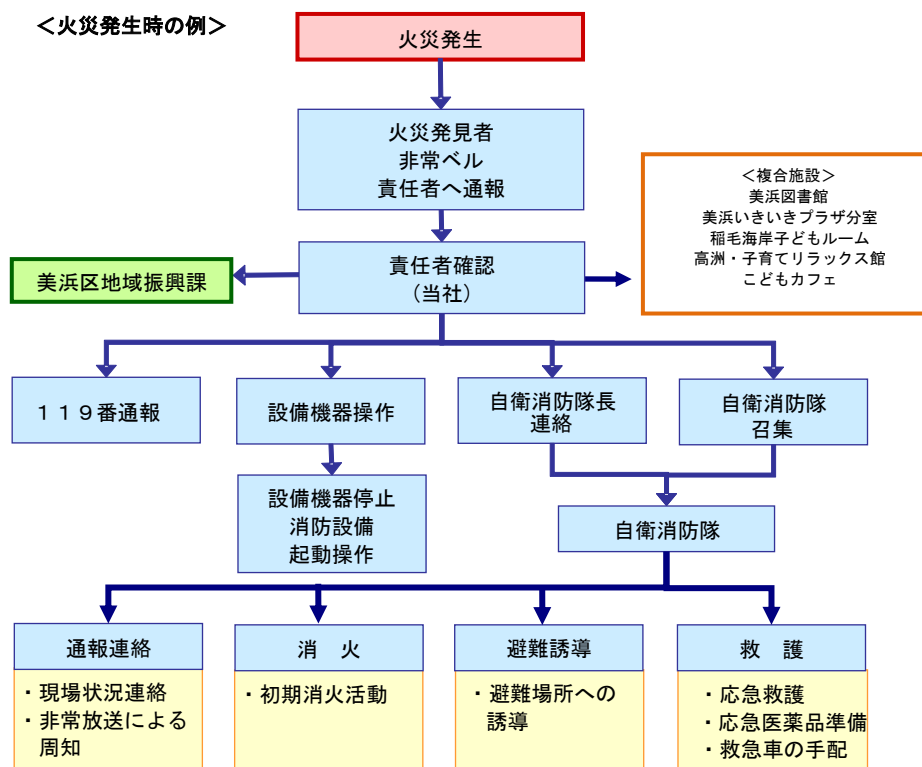 ＜火災発生時の例＞
火災発生
火災発見者
非常ベル
責任者へ通報
＜複合施設＞
美浜図書館
美浜いきいきプラザ分室
稲毛海岸子どもルーム
高洲・子育てリラックス館
こどもカフェ
美浜区地域振興課
責任者確認
（当社）
１１９番通報
設備機器操作
自衛消防隊長
連絡
自衛消防隊
召集
設備機器停止
消防設備
起動操作
自衛消防隊
通報連絡
・現場状況連絡
・非常放送による
周知
消　火
・初期消火活動
避難誘導
・避難場所への
誘導
救　護
・応急救護
・応急医薬品準備
・救急車の手配